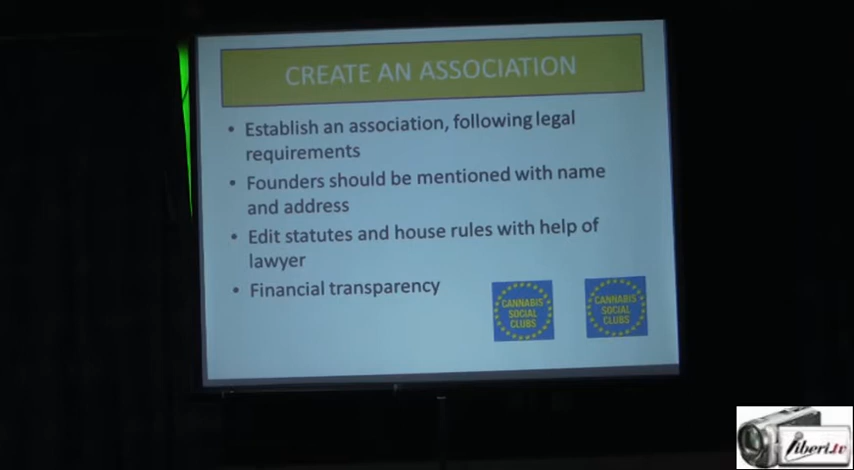 CREATE AN ASSOCIATION
• Establish an association, following legal
requirements
• Founders should be mentioned with name
and address
• Edit statutes and house rules with help of
lawyer
• Financial transparency
CANNABIS
SOCIAL
CLUBS
CANNABIS
SOCIAL
CLUBS
liberi.tv